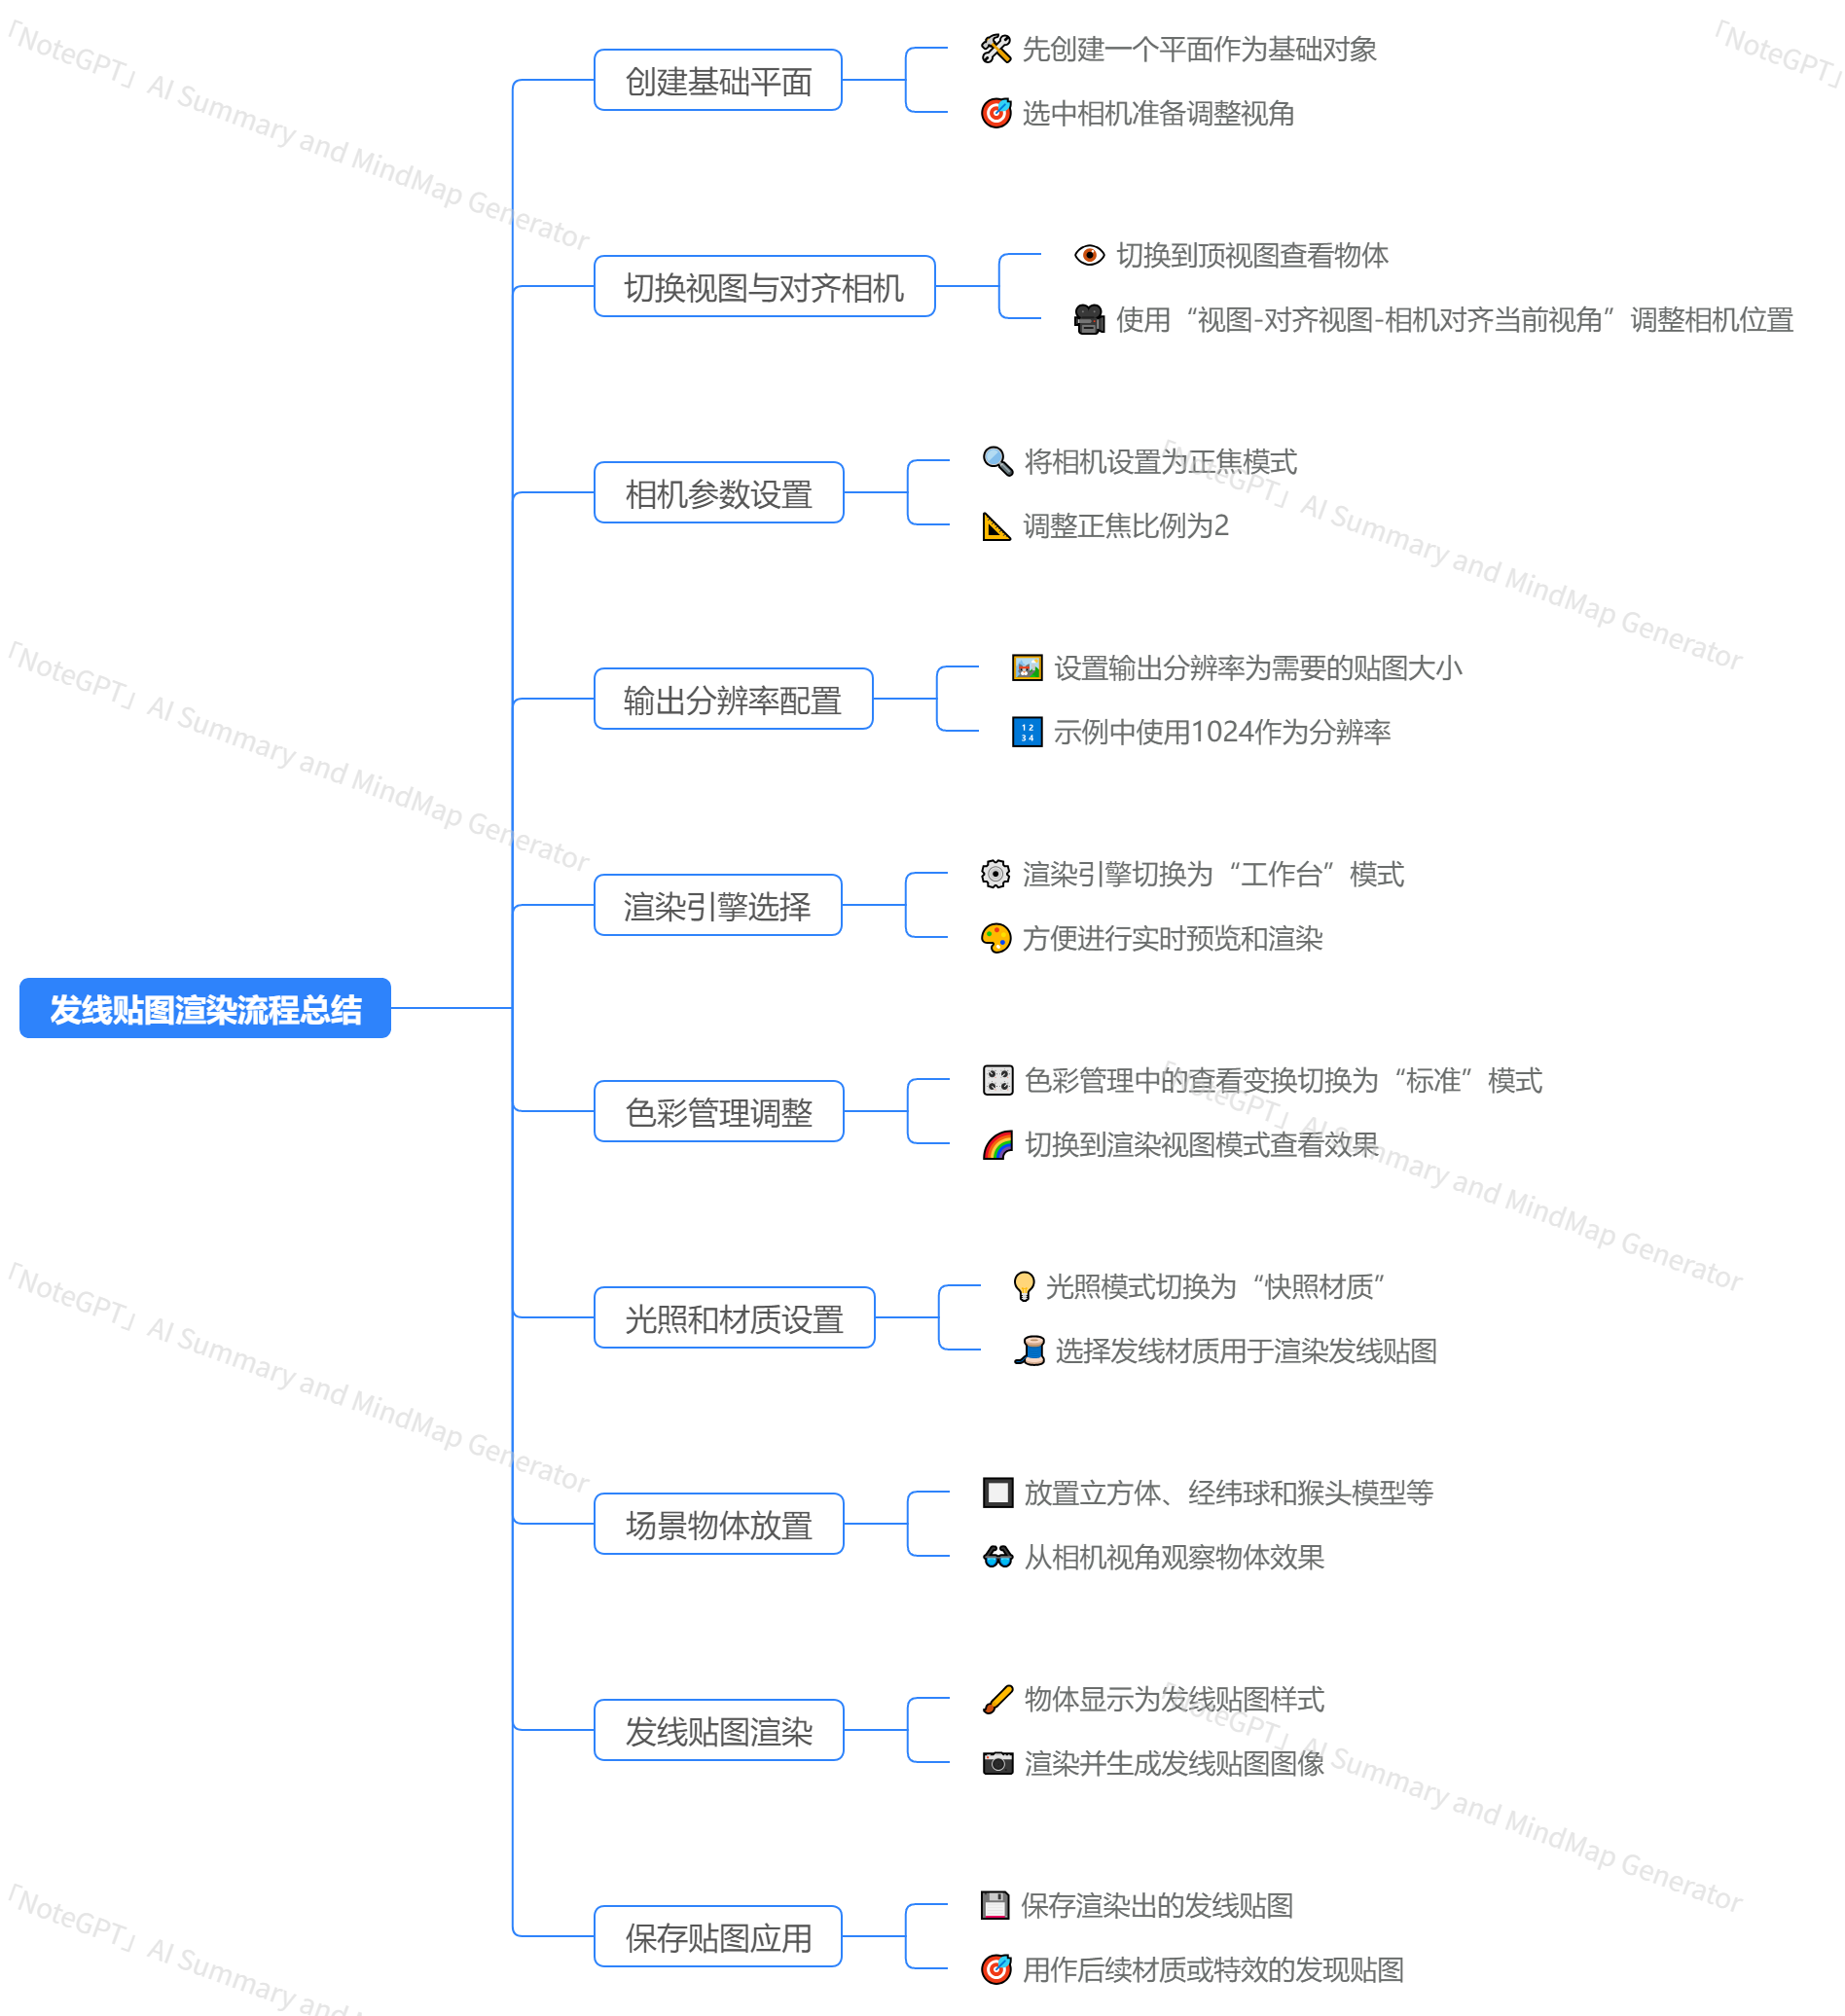 发线贴图渲染流程总结
创建基础平面
先创建一个平面作为基础对象
选中相机准备调整视角
切换视图与对齐相机
切换到顶视图查看物体
使用“视图-对齐视图-相机对齐当前视角”调整相机位置
相机参数设置
将相机设置为正焦模式
调整正焦比例为2
输出分辨率配置
设置输出分辨率为需要的贴图大小
示例中使用1024作为分辨率
渲染引擎选择
渲染引擎切换为“工作台”模式
方便进行实时预览和渲染
色彩管理调整
色彩管理中的查看变换切换为“标准”模式
切换到渲染视图模式查看效果
光照和材质设置
光照模式切换为“快照材质”
选择发线材质用于渲染发线贴图
场景物体放置
放置立方体、经纬球和猴头模型等
从相机视角观察物体效果
发线贴图渲染
物体显示为发线贴图样式
渲染并生成发线贴图图像
保存贴图应用
保存渲染出的发线贴图
用作后续材质或特效的发现贴图
「NoteGPT」 AI Summary and MindMap Generator
「NoteGPT」
「NoteGPT」 AI Summary and MindMap Generator
「NoteGPT」 AI Summary and MindMap Generator
「NoteGPT」 AI Summary and MindMap Generator
「NoteGPT」 AI Summary and MindMap Generator
「NoteGPT」 AI Summary and MindMap Generator
「NoteGPT」 AI Summary and